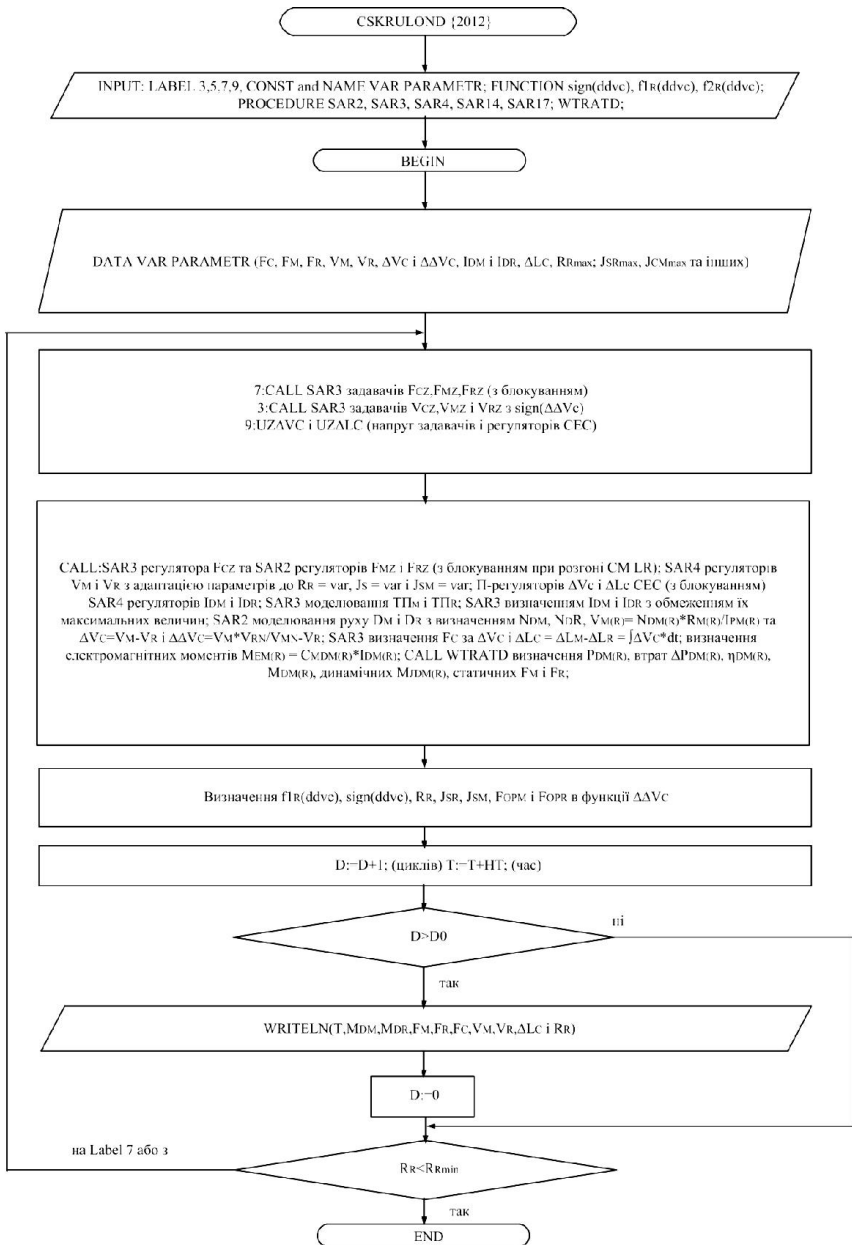 CSKRULOND {2012}
INPUT: LABEL 3,5,7,9, CONST and NAME VAR PARAMETR; FUNCTION sign(ddvc), f1R(ddvc), f2R(ddvc);
PROCEDURE SAR2, SAR3, SAR4, SAR14, SAR17; WTRATD;
BEGIN
DATA VAR PARAMETR (FC, FM, FR, VM, VR, ΔVC і ΔΔVC, IDM і IDR, ΔLC, RRmax; JSRmax, JCMmax та інших)
7:CALL SAR3 задавачів FCZ,FMZ,FRZ (з блокуванням)
3:CALL SAR3 задавачів VCZ,VMZ і VRZ з sign(ΔΔVc)
9:UZΔVC і UZΔLC (напруг задавачів і регуляторів СЕС)
CALL:SAR3 регулятора FCZ та SAR2 регуляторів FMZ і FRZ (з блокуванням при розгоні СМ LR); SAR4 регуляторів
VM і VR з адаптацією параметрів до RR = var, JS = var і JSM = var; П-регуляторів ΔVc і ΔLc СЕС (з блокуванням)
SAR4 регуляторів IDM і IDR; SAR3 моделювання ТПМ і ТПR; SAR3 визначенням IDM і IDR з обмеженням їх
максимальних величин; SAR2 моделювання руху DM і DR з визначенням NDM, NDR, VM(R)= NDM(R)*RM(R)/IPM(R) та
ΔVC=VM-VR і ΔΔVC=VM*VRN/VMN-VR; SAR3 визначення FC за ΔVC і ΔLC = ΔLM-ΔLR = ∫ΔVC*dt; визначення
електромагнітних моментів MEM(R) = CMDM(R)*IDM(R); CALL WTRATD визначення PDM(R), втрат ΔPDM(R), ηDM(R),
MDM(R), динамічних MJDM(R), статичних FM і FR;
Визначення f1R(ddvc), sign(ddvc), RR, JSR, JSM, FOPM і FOPR в функції ΔΔVC
D:=D+1; (циклів) T:=T+HT; (час)
D>D0
ні
так
WRITELN(T,MDM,MDR,FM,FR,FC,VM,VR,ΔLC і RR)
D:=0
на Label 7 або з
RR<RRmin
так
END